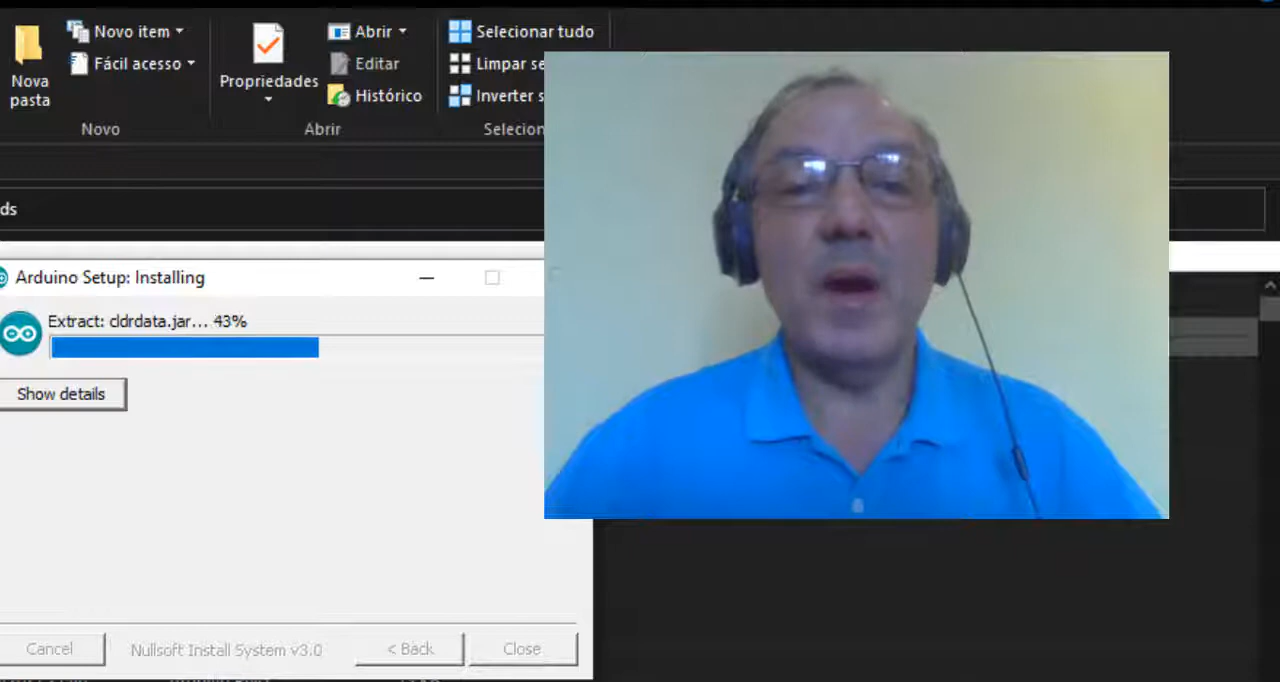 Novo item
Fácil acesso
Nova
pasta
Novo
Propriedades
Abrir
Editar
Histórico
Abrir
Selecionar tudo
Limpar se
Inverter s
Selecion
ds
Arduino Setup: Installing
Extract: cldrdata.jar... 43%
Show details
Cancel
Nullsoft Install System v3.0
< Back
Close